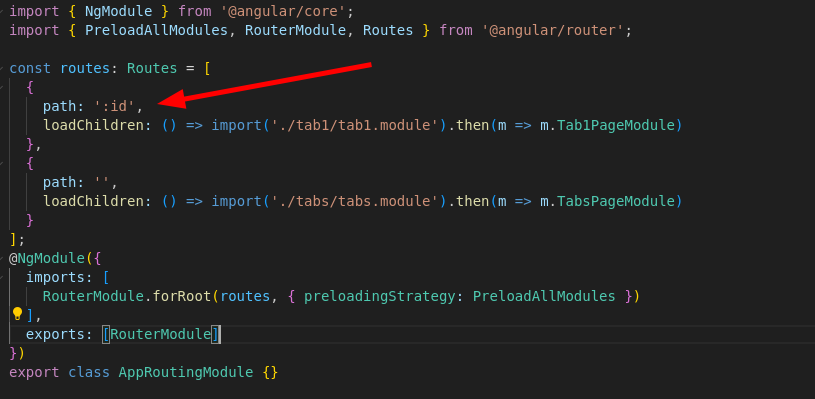 import { NgModule } from '@angular/core';
import { PreloadAllModules, RouterModule, Routes } from '@angular/router';
const routes: Routes = [
{
path: ':id',
loadChildren: () => import('./tab1/tab1.module').then(m => m.Tab1PageModule)
},
{
path: '',
loadChildren: () => import('./tabs/tabs.module').then(m => m.TabsPageModule)
}
];
@NgModule({
imports: [
RouterModule.forRoot(routes, { preloadingStrategy: PreloadAllModules })
],
exports: [RouterModule]
})
export class AppRoutingModule {}